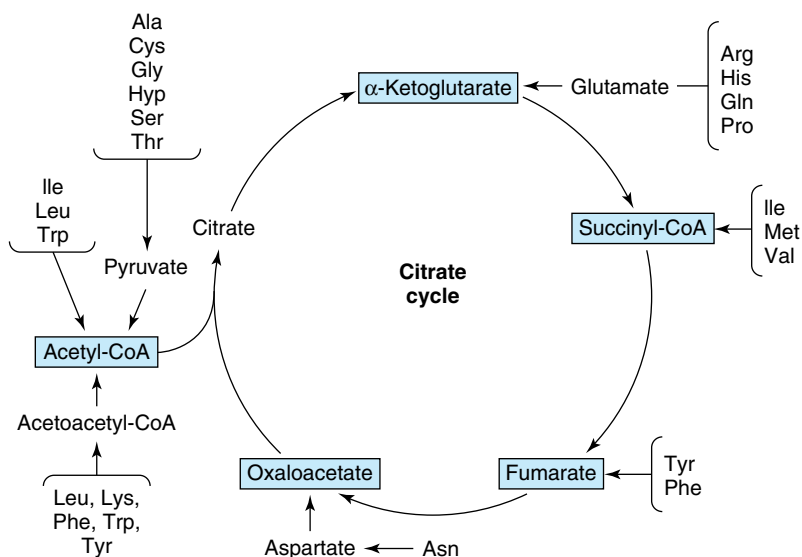 Ala
Cys
Gly
Hyp
Ser
Thr
α-Ketoglutarate
Glutamate
Arg
His
Gln
Pro
Ile
Leu
Trp
Citrate
Pyruvate
Succinyl-CoA
Ile
Met
Val
Citrate
cycle
Acetyl-CoA
Acetoacetyl-CoA
Leu, Lys,
Phe, Trp,
Tyr
Oxaloacetate
Fumarate
Tyr
Phe
Aspartate
Asn